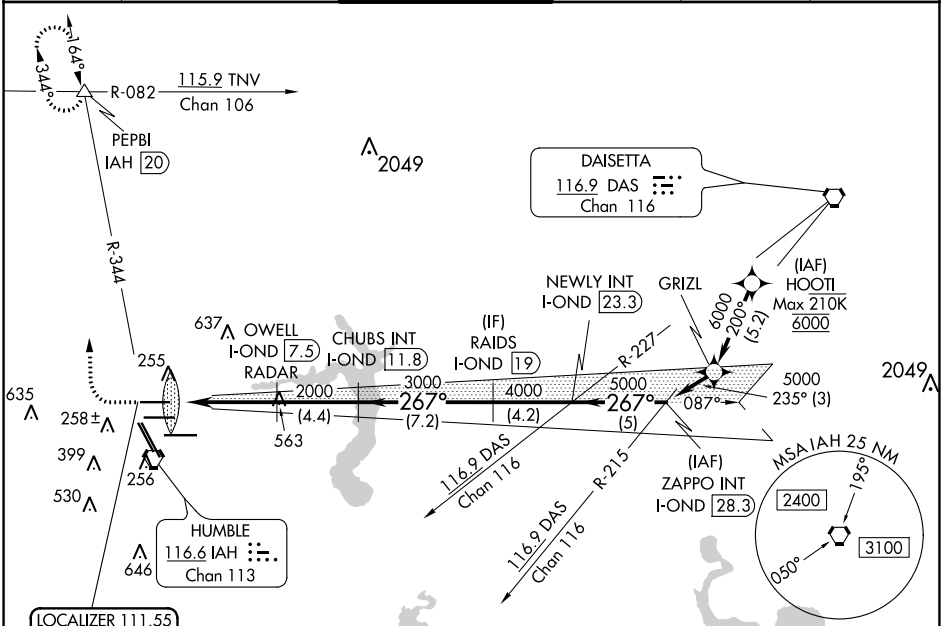 164°
344°
R-082
115.9 TNV
Chan 106
PEPBI
IAH 20
2049
DAISETTA
116.9 DAS
Chan 116
R-344
NEWLY INT
I-OND 23.3
GRIZL
(IAF)
HOOTI
Max 210K
6000
6000
200°
(5.2)
637
OWELL
I-OND 7.5
RADAR
CHUBS INT
I-OND 11.8
(IF)
RAIDS
I-OND 19
R-227
255
2000
3000
4000
5000
5000
235° (3)
2049
635
258±
267°
267°
087°
(4.4)
(7.2)
(4.2)
(5)
563
399
256
530
646
HUMBLE
116.6 IAH
Chan 113
116.9 DAS
Chan 116
R-215
116.9 DAS
Chan 116
(IAF)
ZAPPO INT
I-OND 28.3
MSA IAH 25 NM
195°
2400
3100
050°
LOCALIZER 111.55